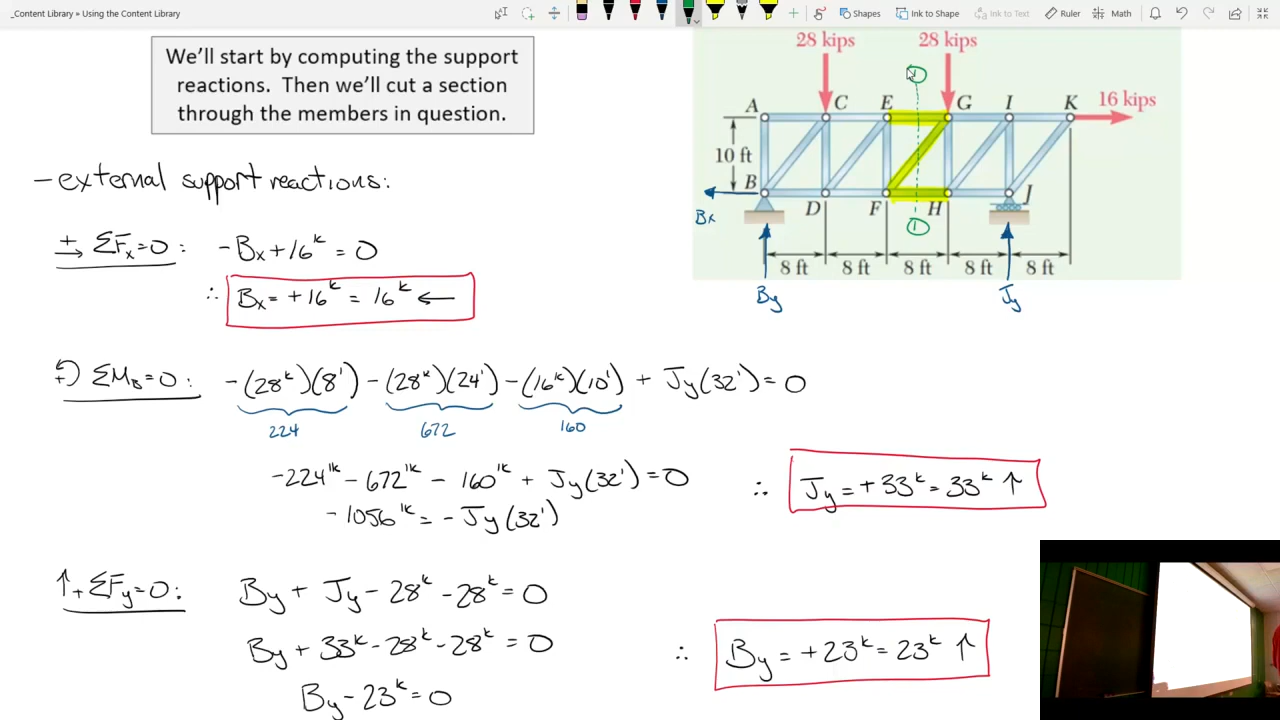 _Content Library » Using the Content Library
Shapes
Ink to Shape
Ink to Text
Ruler
Math
We'll start by computing the support
reactions. Then we'll cut a section
through the members in question.
28 kips 28 kips
①
A C E G I K 16 kips
10 ft
B D F H J
Bx
①
8 ft 8 ft 8 ft 8 ft 8 ft
By Jy
- external support reactions:
→+ ΣFx=0: -Bx+16ᵏ = 0
∴ Bx = +16ᵏ = 16ᵏ ←
↺+ ΣMB=0: -(28ᵏ)(8') - (28ᵏ)(24') - (16ᵏ)(10') + Jy(32') = 0
224 672 160
-224'ᵏ - 672'ᵏ - 160'ᵏ + Jy(32') = 0
∴ Jy = +33ᵏ = 33ᵏ ↑
-1056'ᵏ = - Jy(32')
↑+ ΣFy=0: By + Jy - 28ᵏ - 28ᵏ = 0
By + 33ᵏ - 28ᵏ - 28ᵏ = 0
∴ By = +23ᵏ = 23ᵏ ↑
By - 23ᵏ = 0